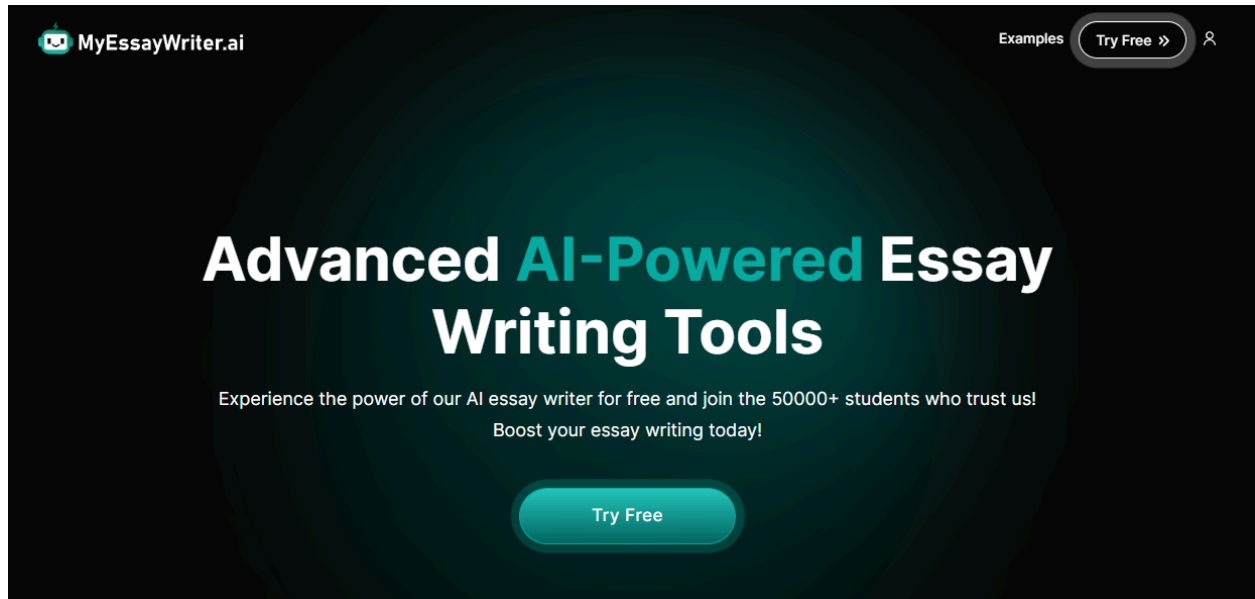 MyEssayWriter.ai
Examples
Try Free »
Advanced AI-Powered Essay
Writing Tools
Experience the power of our AI essay writer for free and join the 50000+ students who trust us!
Boost your essay writing today!
Try Free